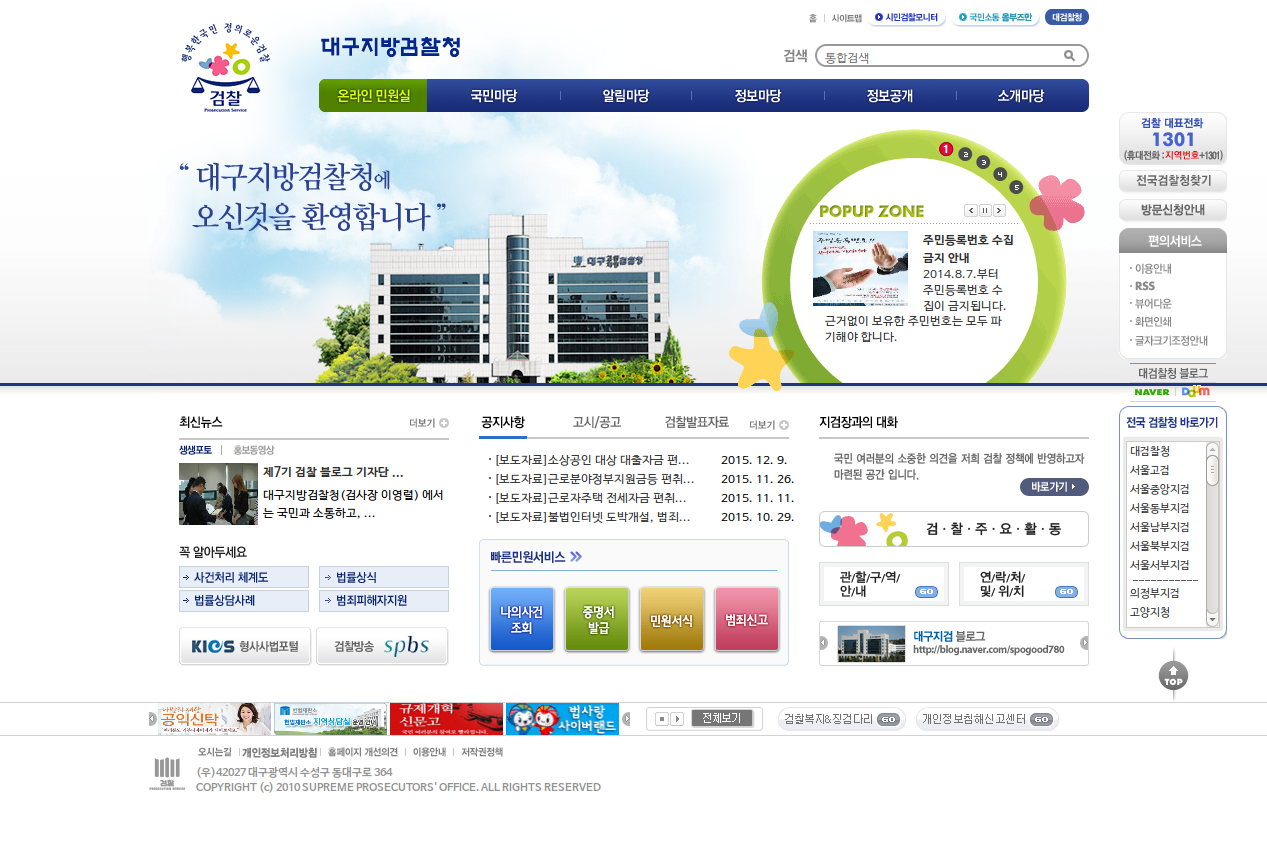 행복한국민 정의로운검찰
검찰
Prosecution Service
대구지방검찰청
홈 사이트맵 시민검찰모니터 국민소통 옴부즈만 대검찰청
검색 통합검색
온라인 민원실 국민마당 알림마당 정보마당 정보공개 소개마당
“ 대구지방검찰청에
오신것을 환영합니다 ”
대구지방검찰청
1 2 3 4 5
POPUP ZONE
주민등록번호 수집
금지 안내
2014.8.7.부터
주민등록번호 수
집이 금지됩니다.
근거없이 보유한 주민번호는 모두 파
기해야 합니다.
검찰 대표전화
1301
(휴대전화 :지역번호+1301)
전국검찰청찾기
방문신청안내
편의서비스
· 이용안내
· RSS
· 뷰어다운
· 화면인쇄
· 글자크기조정안내
대검찰청 블로그
NAVER Daum
전국 검찰청 바로가기
대검찰청
서울고검
서울중앙지검
서울동부지검
서울남부지검
서울북부지검
서울서부지검
------------
의정부지검
고양지청
TOP
최신뉴스 더보기
생생포토 홍보동영상
제7기 검찰 블로그 기자단 ...
대구지방검찰청(검사장 이영렬) 에서
는 국민과 소통하고, ...
꼭 알아두세요
사건처리 체계도 법률상식
법률상담사례 범죄피해자지원
KICS 형사사법포털 검찰방송 spbs
공지사항 고시/공고 검찰발표자료 더보기
· [보도자료]소상공인 대상 대출자금 편... 2015. 12. 9.
· [보도자료]근로분야정부지원금등 편취... 2015. 11. 26.
· [보도자료]근로자주택 전세자금 편취... 2015. 11. 11.
· [보도자료]불법인터넷 도박개설, 범죄... 2015. 10. 29.
빠른민원서비스
나의사건
조회
증명서
발급
민원서식
범죄신고
지검장과의 대화
국민 여러분의 소중한 의견을 저희 검찰 정책에 반영하고자
마련된 공간 입니다.
바로가기
검·찰·주·요·활·동
관/할/구/역/
안/내 GO
연/락/처/
및/ 위/치 GO
대구지검 블로그
http://blog.naver.com/spogood780
공익신탁
헌법재판소
헌법재판소 지역상담실 운영 안내
규제개혁
신문고
법사랑
사이버랜드
전체보기
검찰복지&징검다리 GO 개인정보침해신고센터 GO
오시는길 개인정보처리방침 홈페이지 개선의견 이용안내 저작권정책
검찰
PROSECUTION SERVICE
(우)42027 대구광역시 수성구 동대구로 364
COPYRIGHT (c) 2010 SUPREME PROSECUTORS' OFFICE. ALL RIGHTS RESERVED